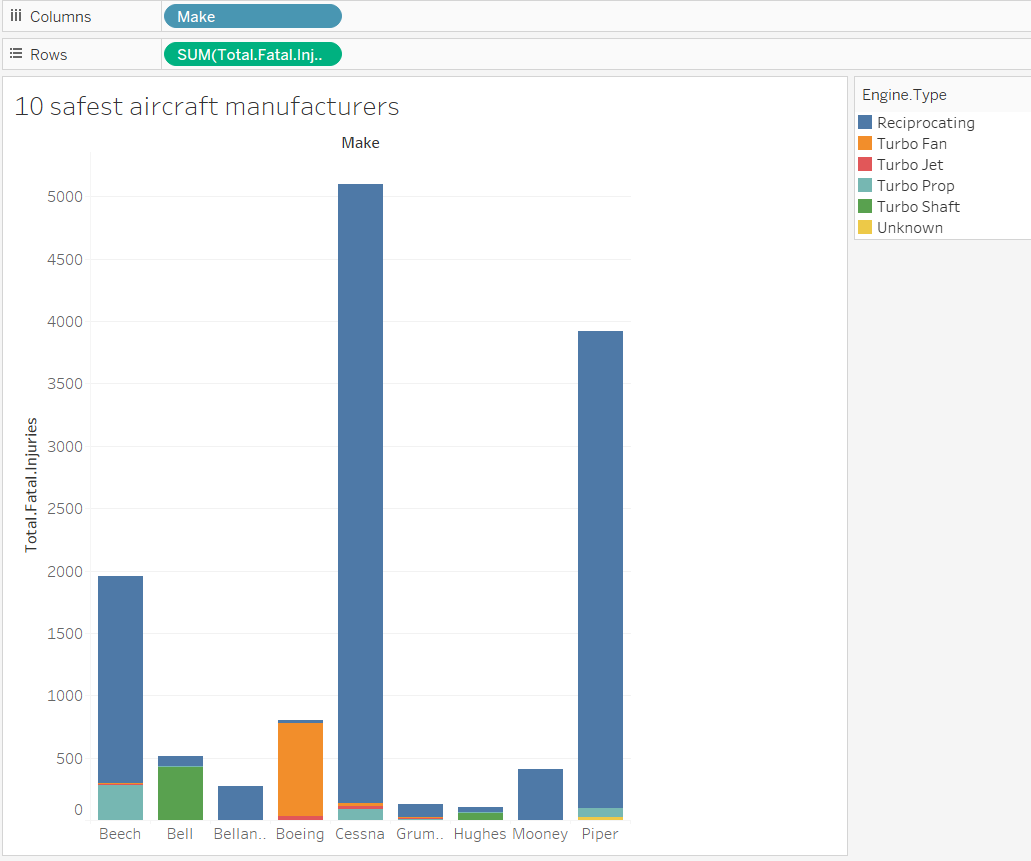 Columns
Make
Rows
SUM(Total.Fatal.Inj..
10 safest aircraft manufacturers
Make
Engine.Type
Reciprocating
Turbo Fan
Turbo Jet
Turbo Prop
Turbo Shaft
Unknown
Total.Fatal.Injuries
5000
4500
4000
3500
3000
2500
2000
1500
1000
500
0
Beech Bell Bellan.. Boeing Cessna Grum.. Hughes Mooney Piper